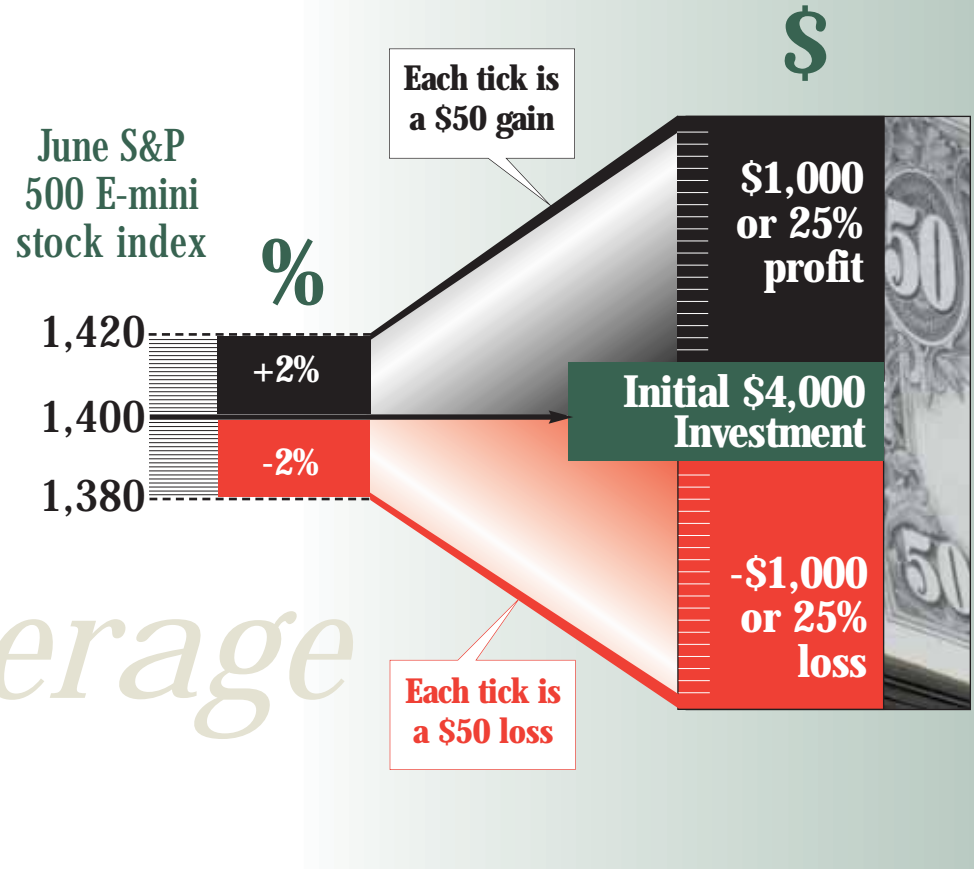 $
Each tick is
a $50 gain
June S&P
500 E-mini
stock index
%
$1,000
or 25%
profit
50
1,420
+2%
1,400
Initial $4,000
Investment
-2%
1,380
-$1,000
or 25%
loss
50
erage
Each tick is
a $50 loss